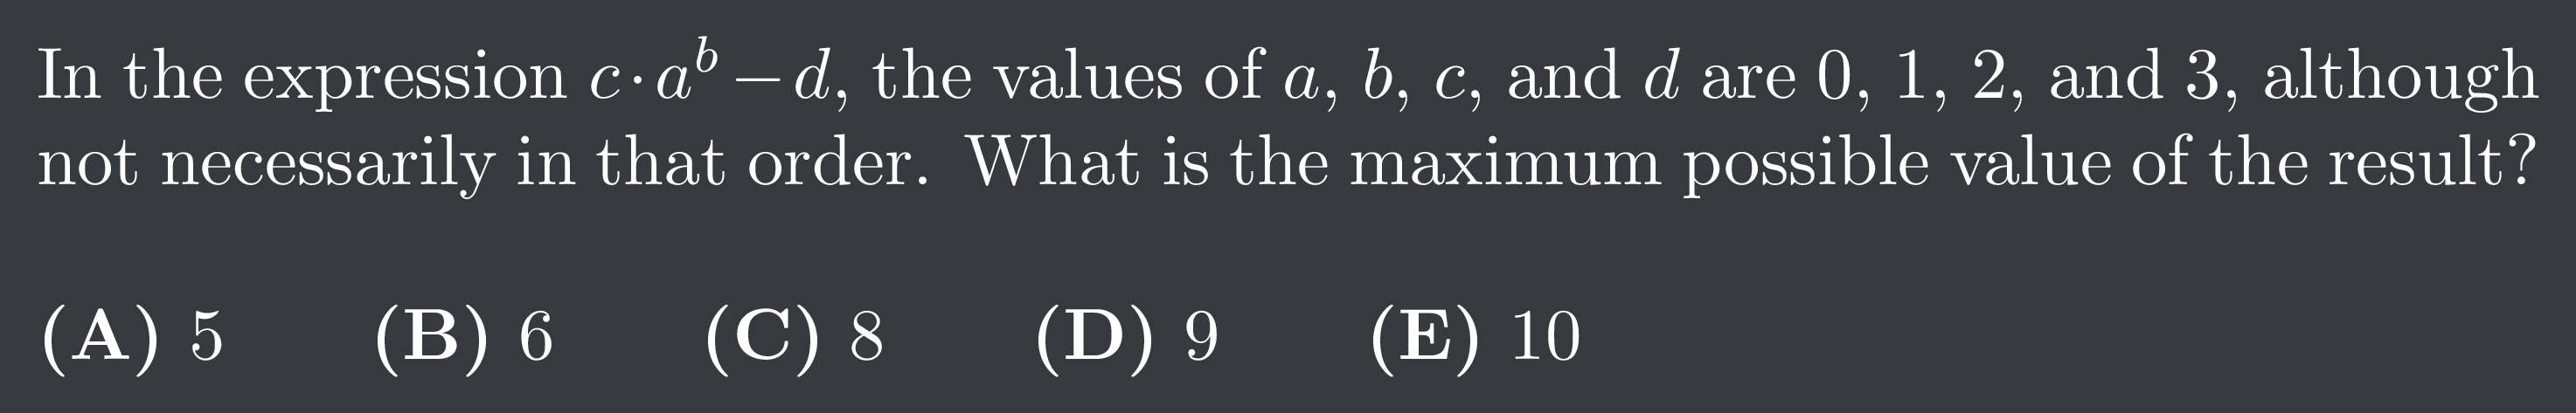 In the expression $c \cdot a^b - d$, the values of $a$, $b$, $c$, and $d$ are 0, 1, 2, and 3, although
not necessarily in that order. What is the maximum possible value of the result?
(A) 5 (B) 6 (C) 8 (D) 9 (E) 10